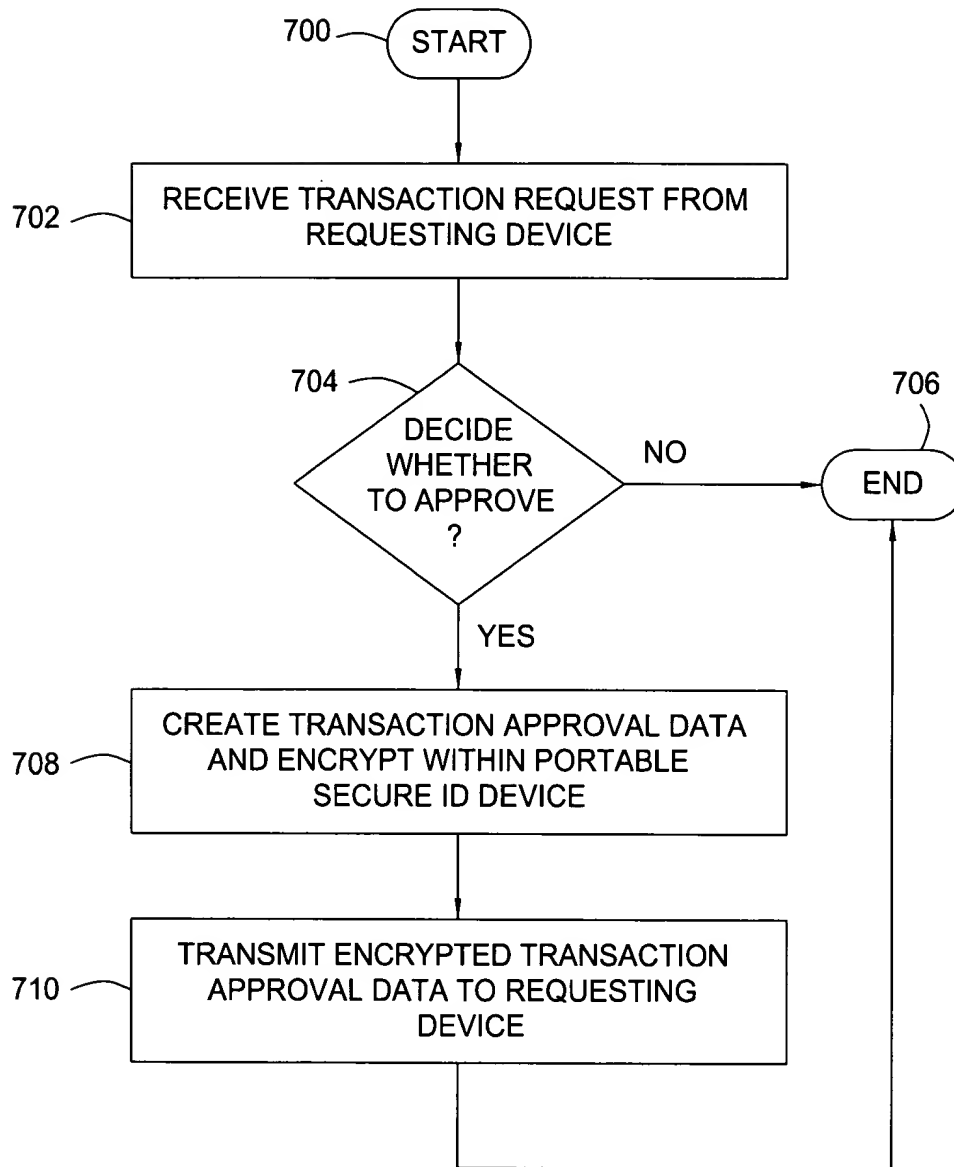 700
START
702
RECEIVE TRANSACTION REQUEST FROM
REQUESTING DEVICE
704
DECIDE
WHETHER
TO APPROVE
?
NO
706
END
YES
708
CREATE TRANSACTION APPROVAL DATA
AND ENCRYPT WITHIN PORTABLE
SECURE ID DEVICE
710
TRANSMIT ENCRYPTED TRANSACTION
APPROVAL DATA TO REQUESTING
DEVICE